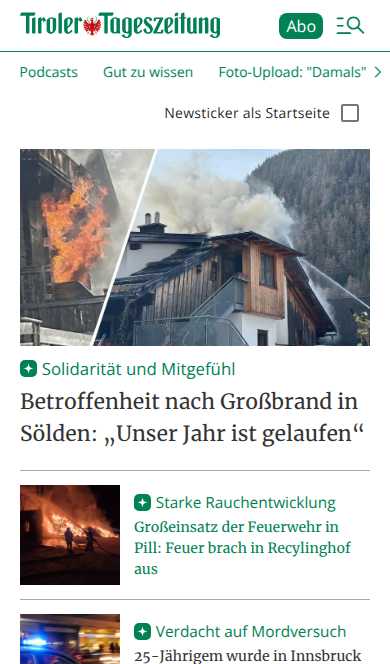 Tiroler Tageszeitung
Abo
Podcasts Gut zu wissen Foto-Upload: "Damals"
Newsticker als Startseite
Solidarität und Mitgefühl
Betroffenheit nach Großbrand in
Sölden: „Unser Jahr ist gelaufen“
Starke Rauchentwicklung
Großeinsatz der Feuerwehr in
Pill: Feuer brach in Recylinghof
aus
Verdacht auf Mordversuch
25-Jährigem wurde in Innsbruck